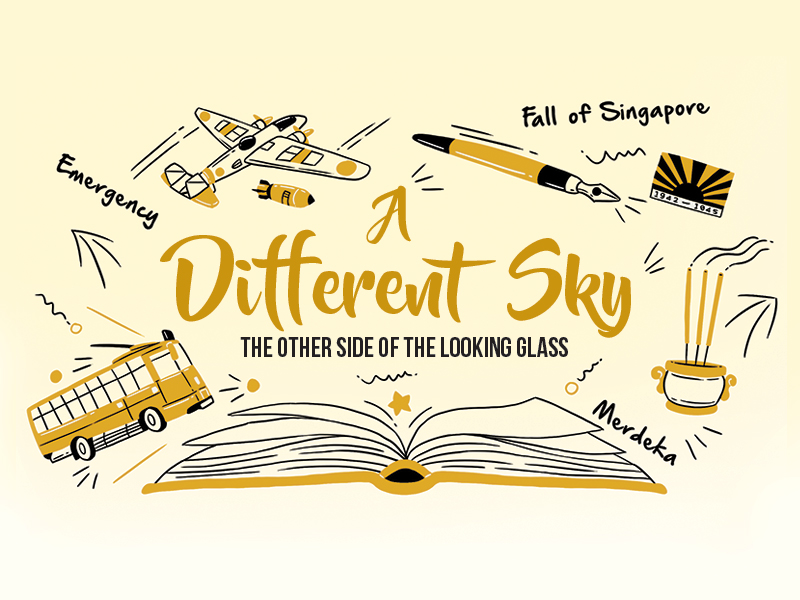 Fall of Singapore
Emergency
1942 – 1945
A
Different Sky
THE OTHER SIDE OF THE LOOKING GLASS
Merdeka